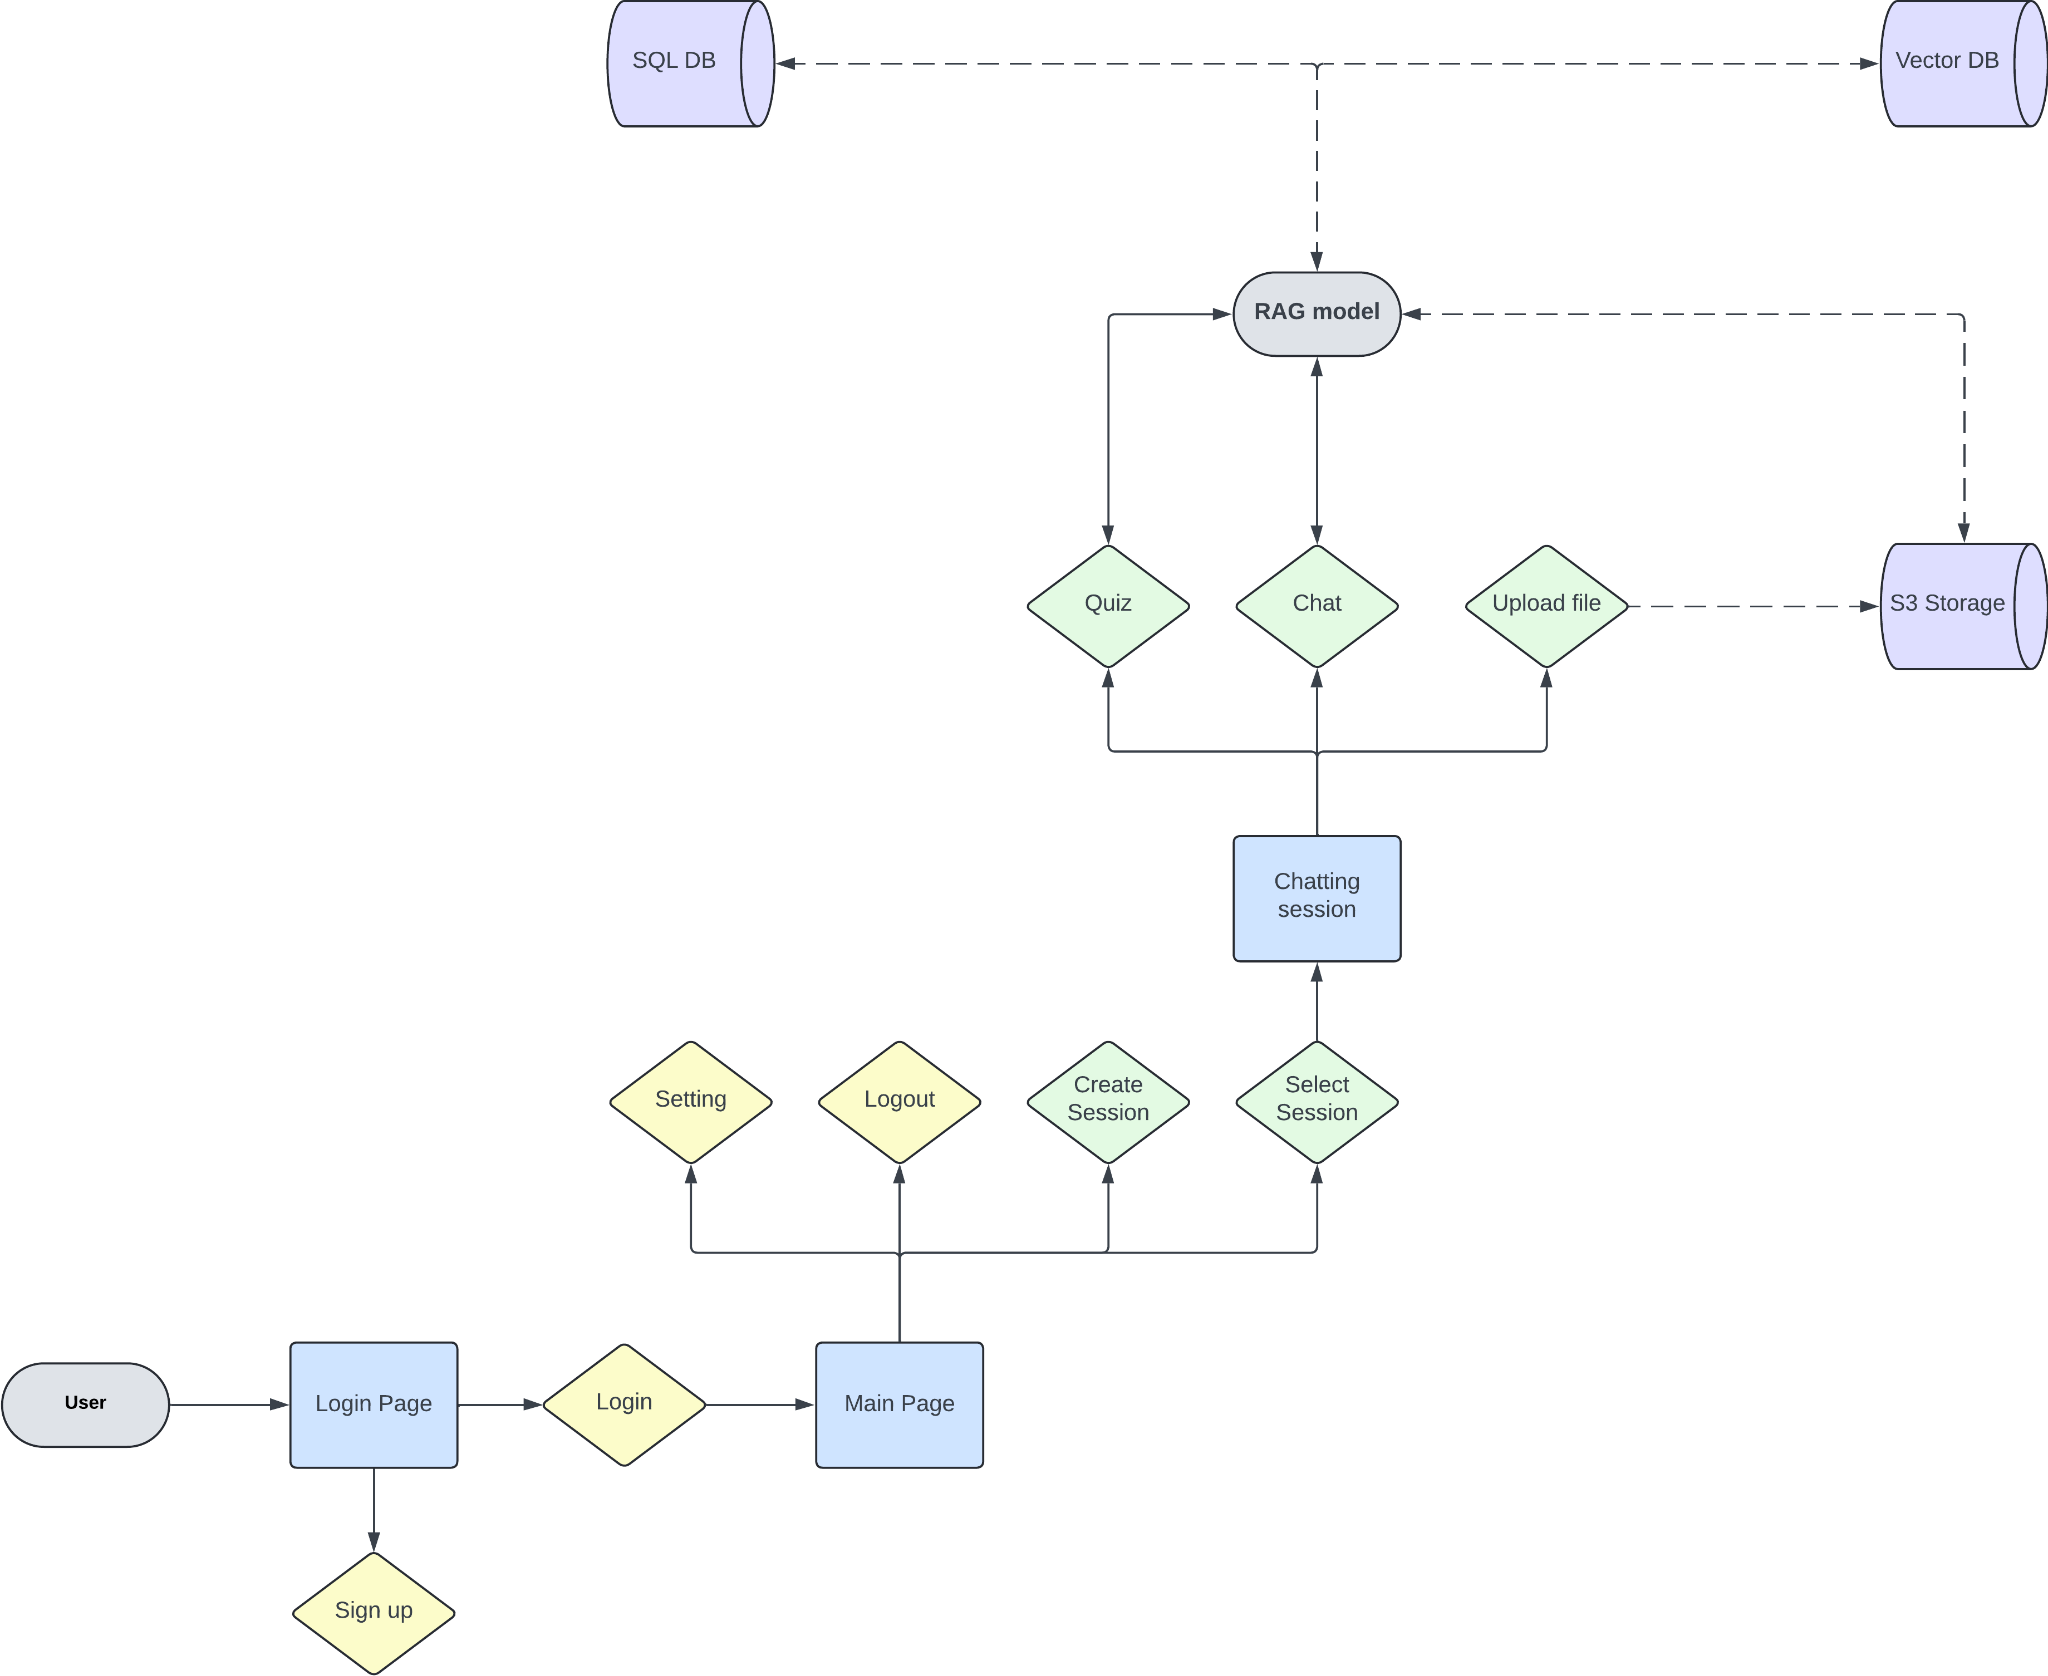 SQL DB
Vector DB
RAG model
Quiz
Chat
Upload file
S3 Storage
Chatting
session
Setting
Logout
Create
Session
Select
Session
User
Login Page
Login
Main Page
Sign up